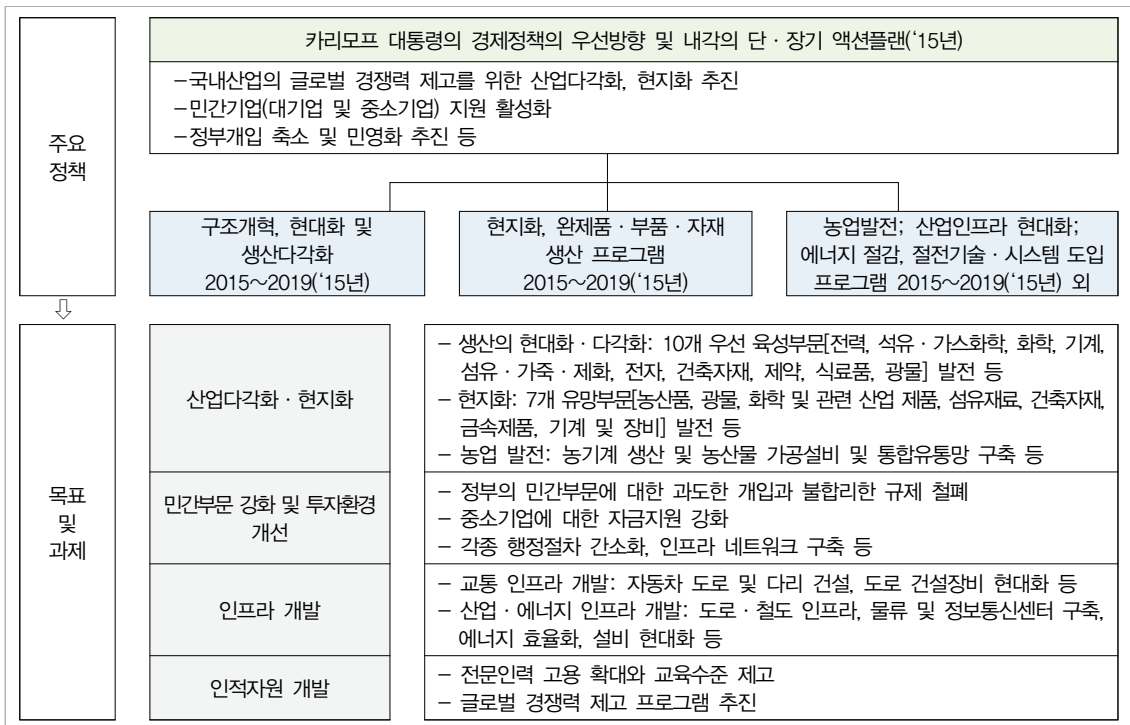 카리모프 대통령의 경제정책의 우선방향 및 내각의 단·장기 액션플랜(‘15년)
주요
정책
－국내산업의 글로벌 경쟁력 제고를 위한 산업다각화, 현지화 추진
－민간기업(대기업 및 중소기업) 지원 활성화
－정부개입 축소 및 민영화 추진 등
구조개혁, 현대화 및
생산다각화
2015～2019(‘15년)
현지화, 완제품·부품·자재
생산 프로그램
2015～2019(‘15년)
농업발전; 산업인프라 현대화;
에너지 절감, 절전기술·시스템 도입
프로그램 2015～2019(‘15년) 외
목표
및
과제
산업다각화·현지화
－ 생산의 현대화·다각화: 10개 우선 육성부문[전력, 석유·가스화학, 화학, 기계,
섬유·가죽·제화, 전자, 건축자재, 제약, 식료품, 광물] 발전 등
－ 현지화: 7개 유망부문[농산품, 광물, 화학 및 관련 산업 제품, 섬유재료, 건축자재,
금속제품, 기계 및 장비] 발전 등
－ 농업 발전: 농기계 생산 및 농산물 가공설비 및 통합유통망 구축 등
민간부문 강화 및 투자환경
개선
－ 정부의 민간부문에 대한 과도한 개입과 불합리한 규제 철폐
－ 중소기업에 대한 자금지원 강화
－ 각종 행정절차 간소화, 인프라 네트워크 구축 등
인프라 개발
－ 교통 인프라 개발: 자동차 도로 및 다리 건설, 도로 건설장비 현대화 등
－ 산업·에너지 인프라 개발: 도로·철도 인프라, 물류 및 정보통신센터 구축,
에너지 효율화, 설비 현대화 등
인적자원 개발
－ 전문인력 고용 확대와 교육수준 제고
－ 글로벌 경쟁력 제고 프로그램 추진